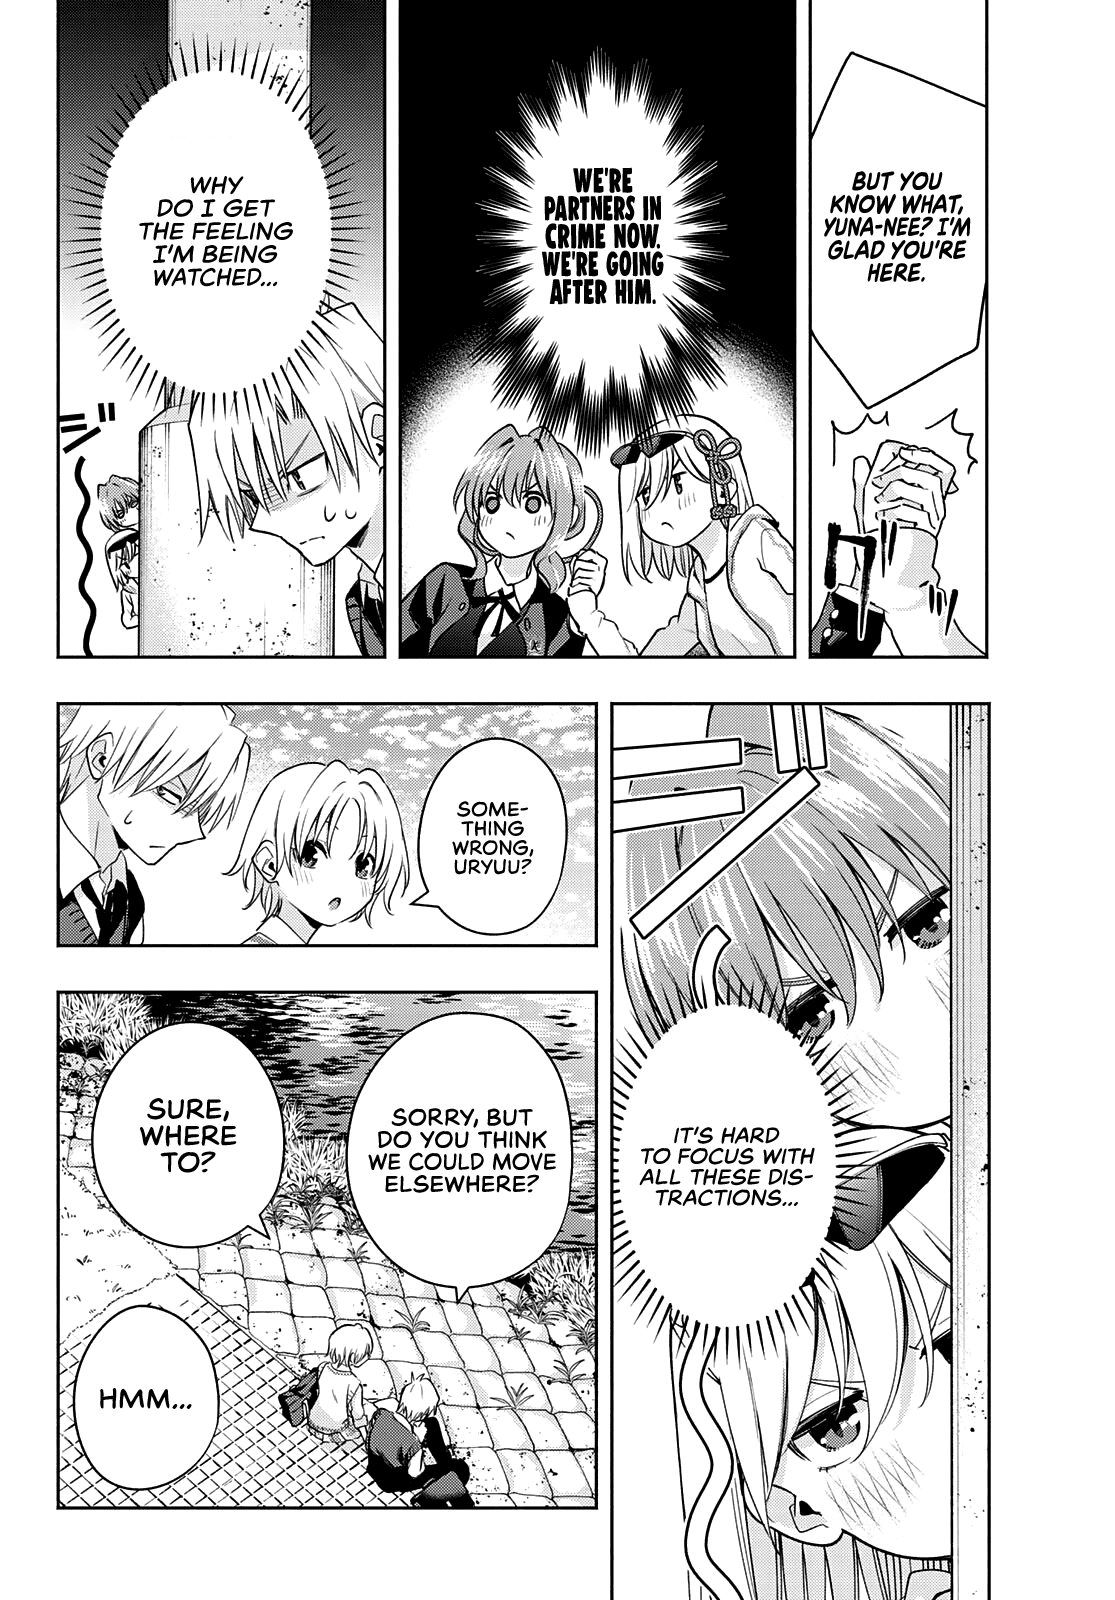 BUT YOU
KNOW WHAT,
YUNA-NEE? I'M
GLAD YOU'RE
HERE.
WE'RE
PARTNERS IN
CRIME NOW.
WE'RE GOING
AFTER HIM.
WHY
DO I GET
THE FEELING
I'M BEING
WATCHED...
IT'S HARD
TO FOCUS WITH
ALL THESE DIS-
TRACTIONS...
SOME-
THING
WRONG,
URYUU?
SORRY, BUT
DO YOU THINK
WE COULD MOVE
ELSEWHERE?
SURE,
WHERE
TO?
HMM...